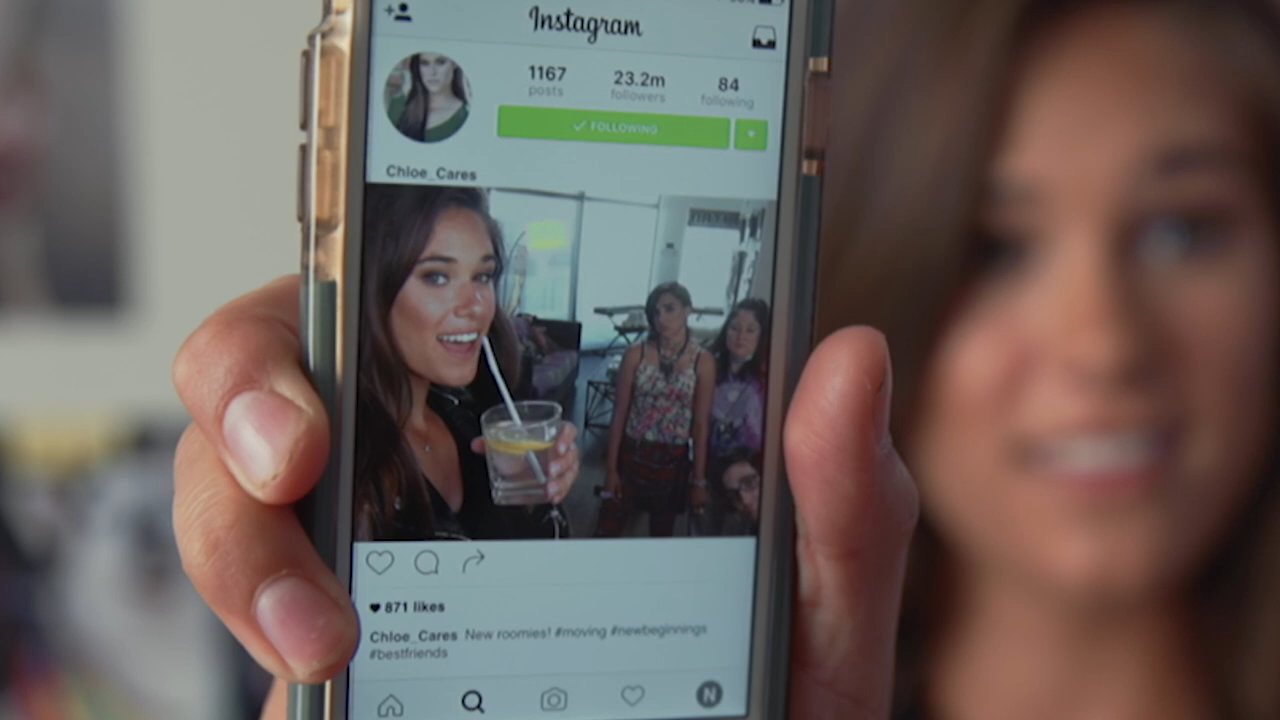 Instagram
1167 23.2m 84
posts followers following
FOLLOWING
Chloe_Cares
871 likes
Chloe_Cares New roomies! #moving #newbeginnings
#bestfriends
N